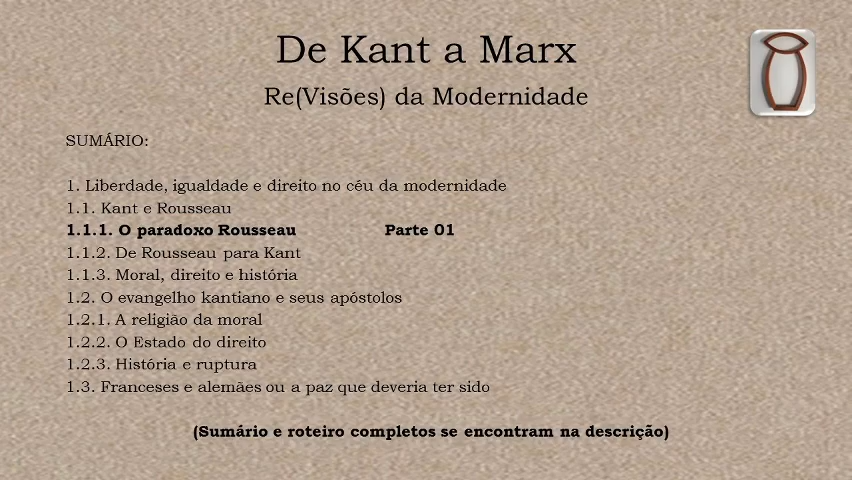 De Kant a Marx
Re(Visões) da Modernidade
SUMÁRIO:
1. Liberdade, igualdade e direito no céu da modernidade
1.1. Kant e Rousseau
1.1.1. O paradoxo Rousseau Parte 01
1.1.2. De Rousseau para Kant
1.1.3. Moral, direito e história
1.2. O evangelho kantiano e seus apóstolos
1.2.1. A religião da moral
1.2.2. O Estado do direito
1.2.3. História e ruptura
1.3. Franceses e alemães ou a paz que deveria ter sido
(Sumário e roteiro completos se encontram na descrição)